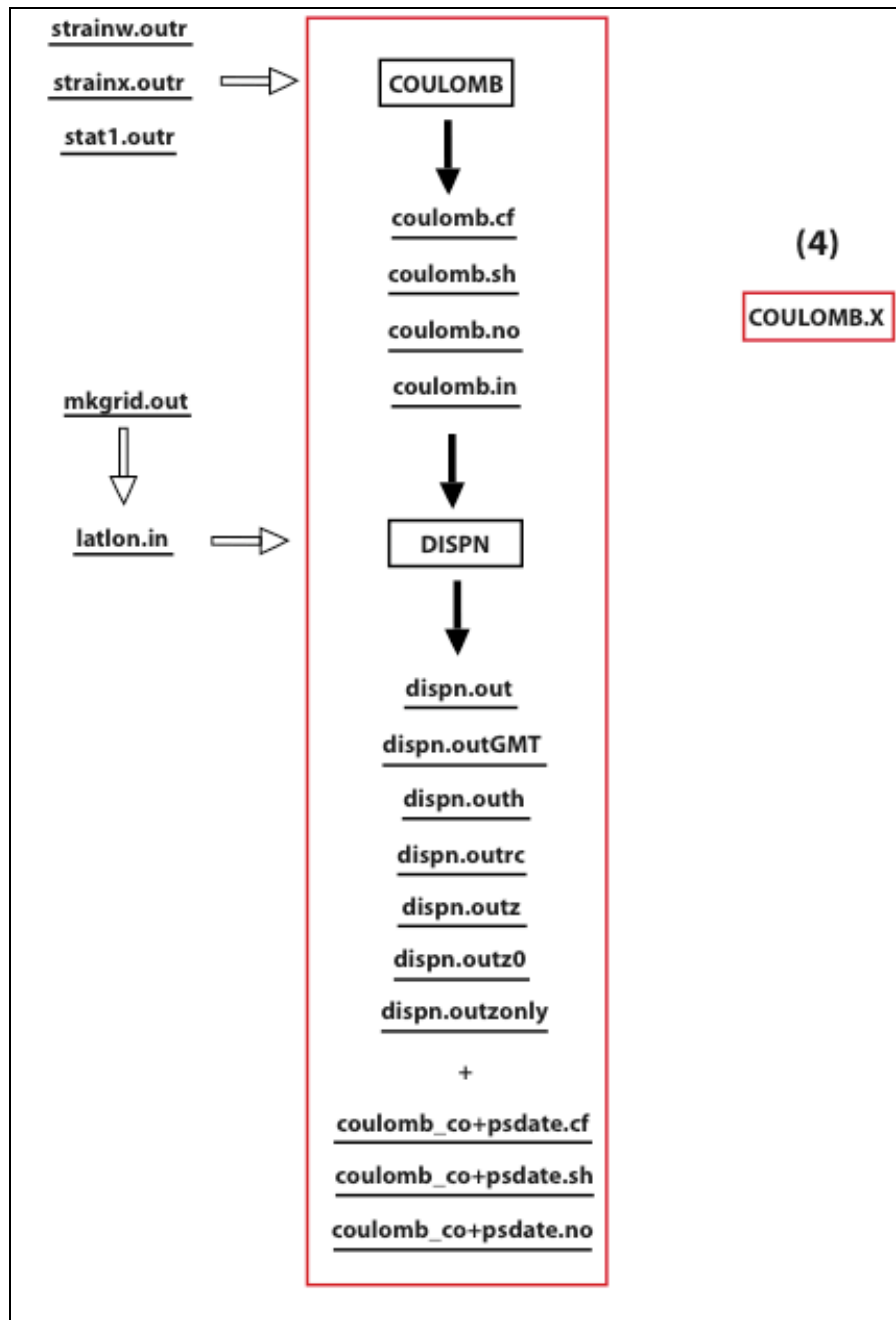 strainw.outr
strainx.outr
stat1.outr
COULOMB
coulomb.cf
coulomb.sh
coulomb.no
coulomb.in
(4)
COULOMB.X
mkgrid.out
latlon.in
DISPN
dispn.out
dispn.outGMT
dispn.outh
dispn.outrc
dispn.outz
dispn.outz0
dispn.outzonly
+
coulomb_co+psdate.cf
coulomb_co+psdate.sh
coulomb_co+psdate.no